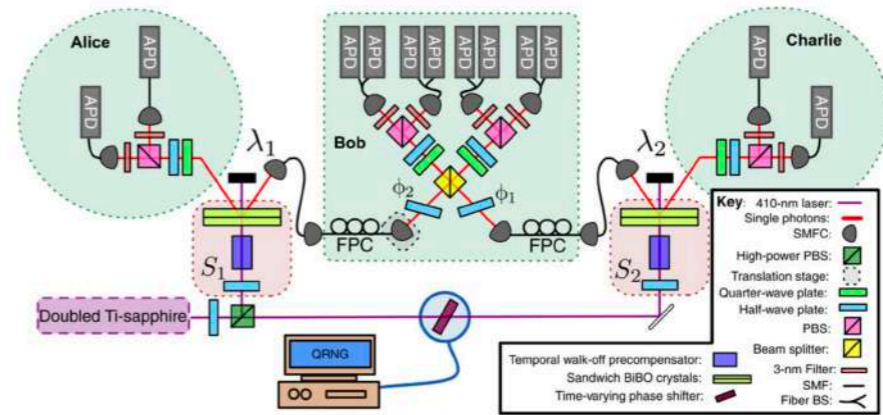 Alice
APD
APD
λ1
APD
APD
APD
APD
APD
APD
APD
APD
Bob
ϕ2
ϕ1
FPC
FPC
Charlie
APD
APD
λ2
S1
S2
Doubled Ti-sapphire
QRNG
Key:
410-nm laser:
Single photons:
SMFC:
High-power PBS:
Translation stage:
Quarter-wave plate:
Half-wave plate:
PBS:
Beam splitter:
3-nm Filter:
SMF:
Fiber BS:
Temporal walk-off precompensator:
Sandwich BiBO crystals:
Time-varying phase shifter: